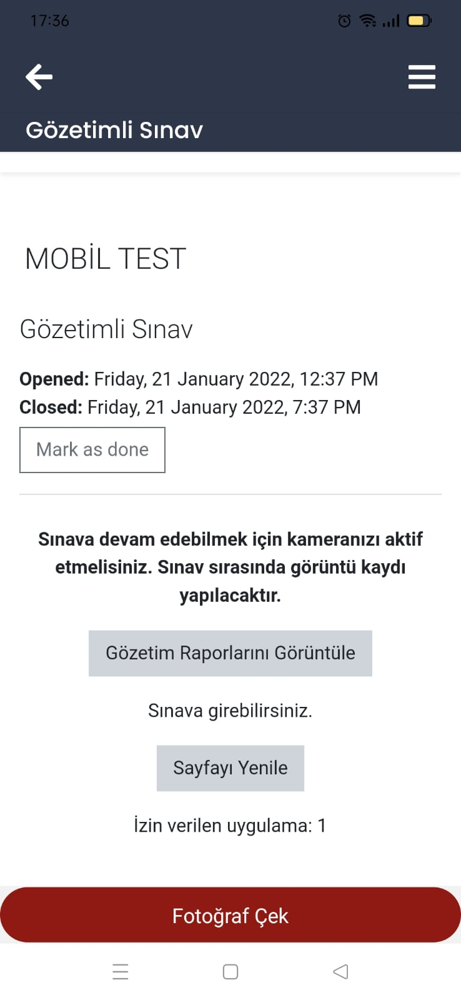 17:36
Gözetimli Sınav
MOBİL TEST
Gözetimli Sınav
Opened: Friday, 21 January 2022, 12:37 PM
Closed: Friday, 21 January 2022, 7:37 PM
Mark as done
Sınava devam edebilmek için kameranızı aktif
etmelisiniz. Sınav sırasında görüntü kaydı
yapılacaktır.
Gözetim Raporlarını Görüntüle
Sınava girebilirsiniz.
Sayfayı Yenile
İzin verilen uygulama: 1
Fotoğraf Çek